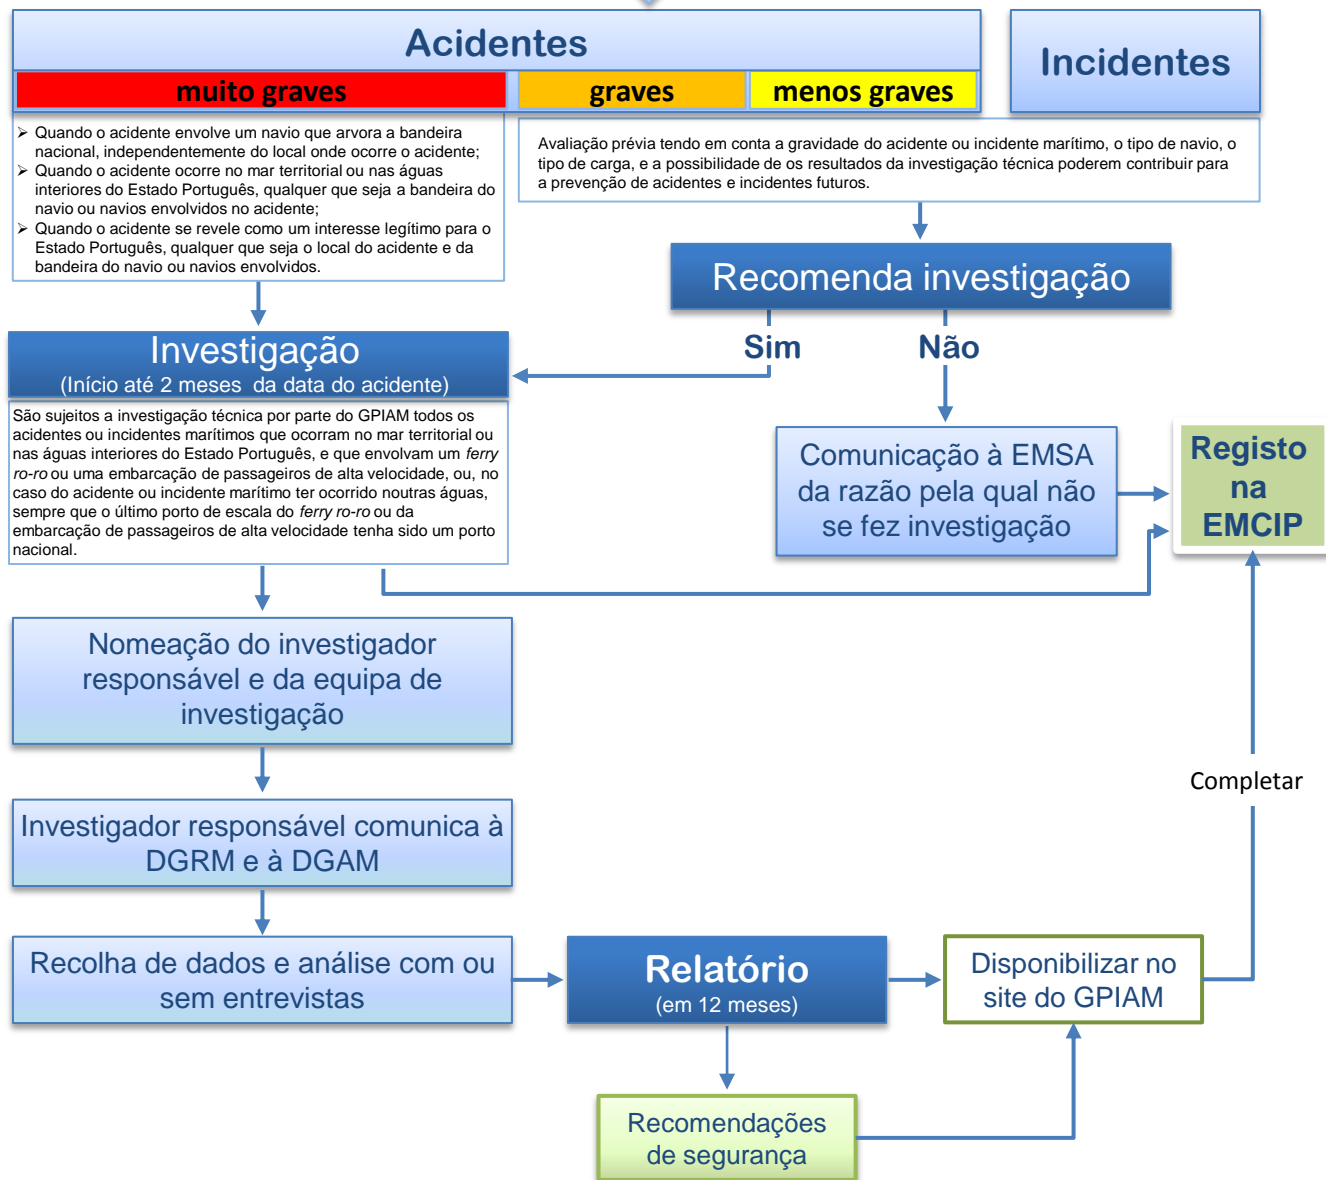 Acidentes
muito graves
graves
menos graves
Incidentes
➢ Quando o acidente envolve um navio que arvora a bandeira
nacional, independentemente do local onde ocorre o acidente;
➢ Quando o acidente ocorre no mar territorial ou nas águas
interiores do Estado Português, qualquer que seja a bandeira do
navio ou navios envolvidos no acidente;
➢ Quando o acidente se revele como um interesse legítimo para o
Estado Português, qualquer que seja o local do acidente e da
bandeira do navio ou navios envolvidos.
Avaliação prévia tendo em conta a gravidade do acidente ou incidente marítimo, o tipo de navio, o
tipo de carga, e a possibilidade de os resultados da investigação técnica poderem contribuir para
a prevenção de acidentes e incidentes futuros.
Recomenda investigação
Sim
Não
Investigação
(Início até 2 meses da data do acidente)
São sujeitos a investigação técnica por parte do GPIAM todos os
acidentes ou incidentes marítimos que ocorram no mar territorial ou
nas águas interiores do Estado Português, e que envolvam um ferry
ro-ro ou uma embarcação de passageiros de alta velocidade, ou, no
caso do acidente ou incidente marítimo ter ocorrido noutras águas,
sempre que o último porto de escala do ferry ro-ro ou da
embarcação de passageiros de alta velocidade tenha sido um porto
nacional.
Comunicação à EMSA
da razão pela qual não
se fez investigação
Registo
na
EMCIP
Nomeação do investigador
responsável e da equipa de
investigação
Completar
Investigador responsável comunica à
DGRM e à DGAM
Recolha de dados e análise com ou
sem entrevistas
Relatório
(em 12 meses)
Disponibilizar no
site do GPIAM
Recomendações
de segurança